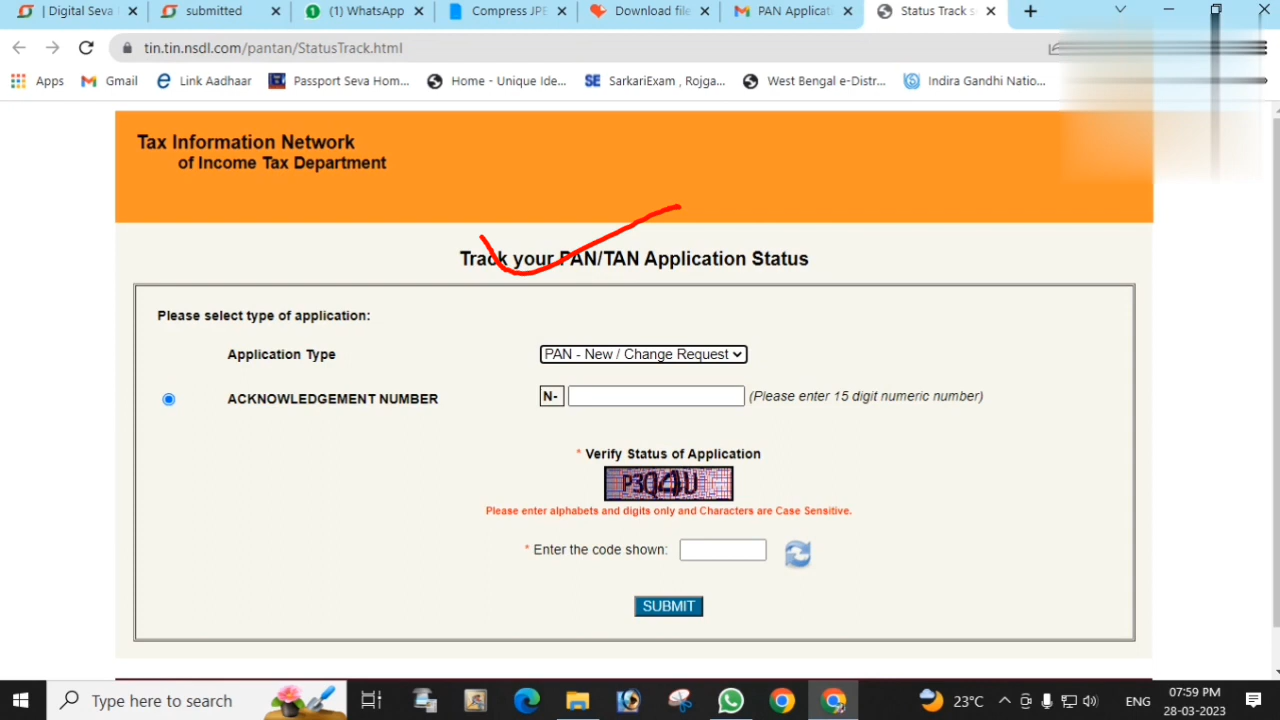 Digital Seva
submitted
(1) WhatsApp
Compress JPE
Download file
PAN Applicat
Status Track s
tin.tin.nsdl.com/pantan/StatusTrack.html
Apps
Gmail
Link Aadhaar
Passport Seva Hom...
Home - Unique Ide...
SE SarkariExam , Rojga...
West Bengal e-Distr...
Indira Gandhi Natio...
Tax Information Network
of Income Tax Department
Track your PAN/TAN Application Status
Please select type of application:
Application Type PAN - New / Change Request
ACKNOWLEDGEMENT NUMBER N- (Please enter 15 digit numeric number)
* Verify Status of Application
P3Q4U
Please enter alphabets and digits only and Characters are Case Sensitive.
* Enter the code shown:
SUBMIT
Type here to search
23°C
ENG
07:59 PM
28-03-2023